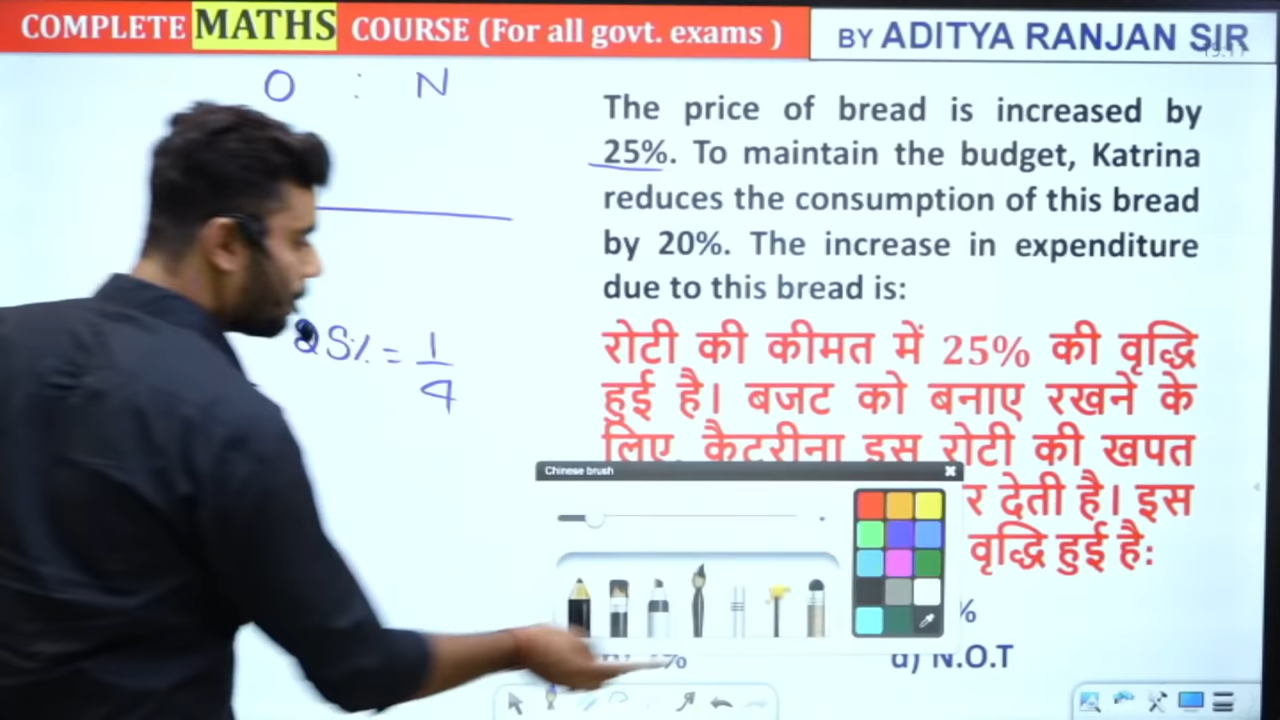 COMPLETE MATHS COURSE (For all govt. exams )
BY ADITYA RANJAN SIR
O : N
The price of bread is increased by
25%. To maintain the budget, Katrina
reduces the consumption of this bread
by 20%. The increase in expenditure
due to this bread is:
25% = 1/4
रोटी की कीमत में 25% की वृद्धि
हुई है। बजट को बनाए रखने के
लिए कैटरीना इस रोटी की खपत
देती है। इस
वृद्धि हुई है:
Chinese brush
%
d) N.O.T